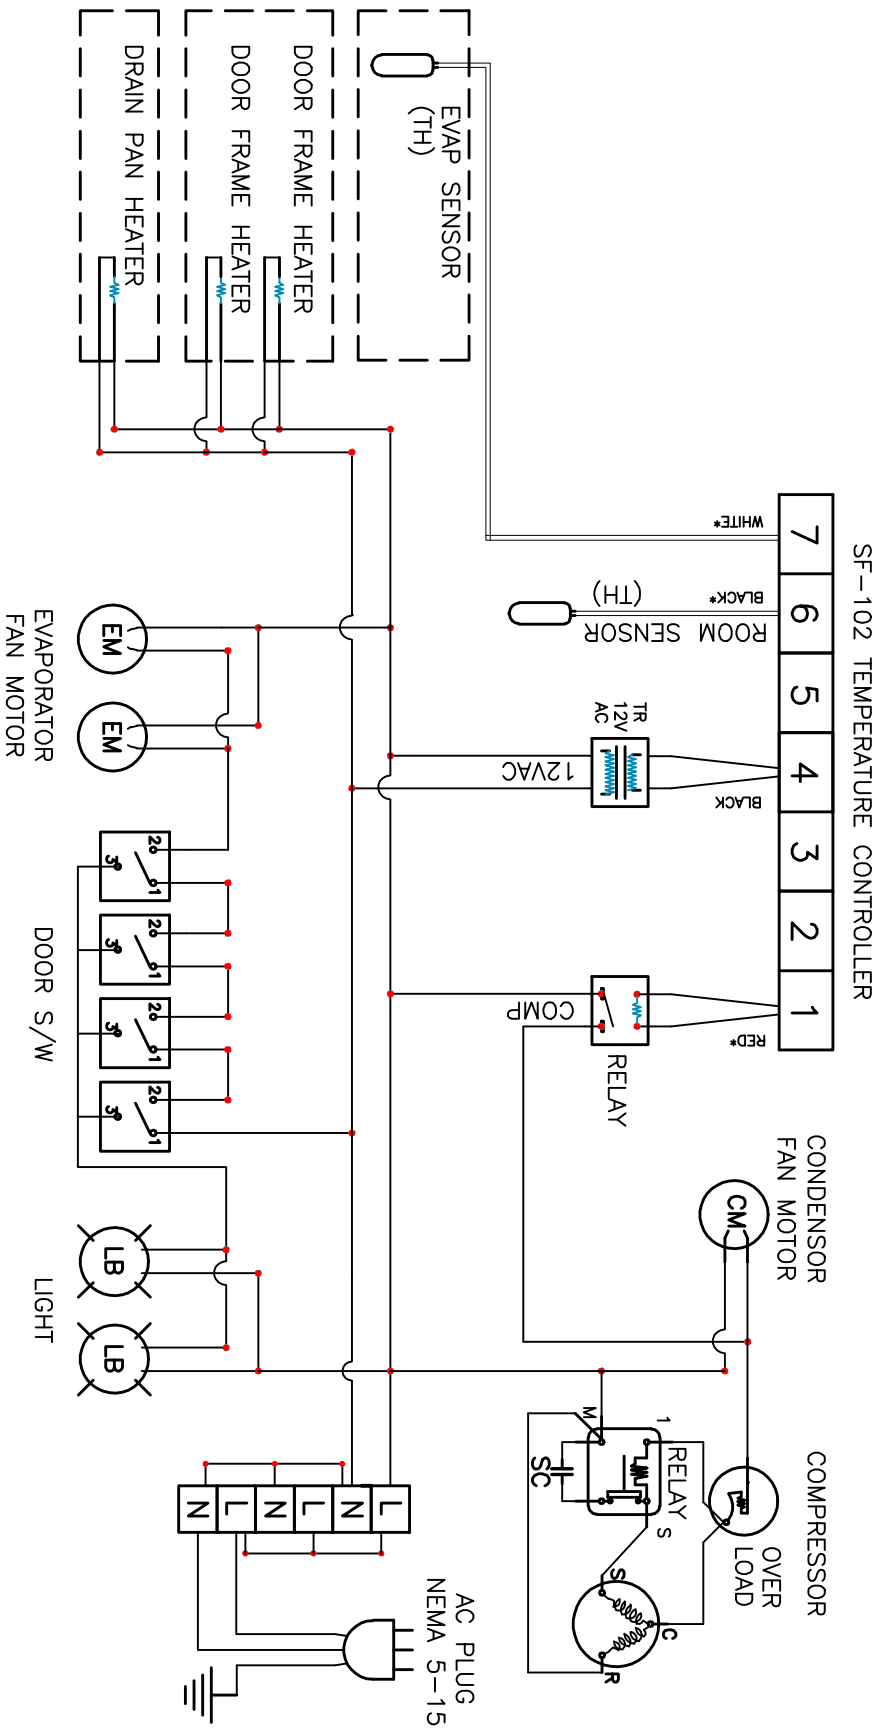 SF-102 TEMPERATURE CONTROLLER
7
6
5
4
3
2
1
WHITE*
BLACK*
BLACK
RED*
EVAP SENSOR
(TH)
DOOR FRAME HEATER
DOOR FRAME HEATER
DRAIN PAN HEATER
ROOM SENSOR
(TH)
TR
12V
AC
12VAC
COMP
RELAY
CONDENSOR
FAN MOTOR
CM
COMPRESSOR
OVER
LOAD
RELAY
1
M
S
SC
S
C
R
EM
EM
EVAPORATOR
FAN MOTOR
2
1
3
2
1
3
2
1
3
2
1
3
DOOR S/W
LB
LB
LIGHT
L
N
L
N
L
N
AC PLUG
NEMA 5-15